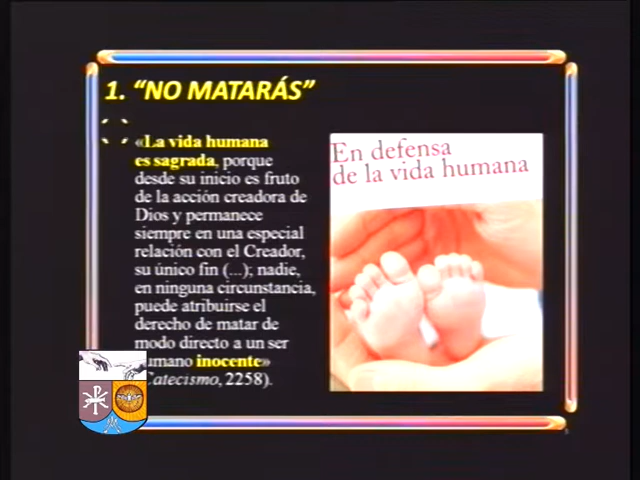 1. “NO MATARÁS”
«La vida humana
es sagrada, porque
desde su inicio es fruto
de la acción creadora de
Dios y permanece
siempre en una especial
relación con el Creador,
su único fin (...); nadie,
en ninguna circunstancia,
puede atribuirse el
derecho de matar de
modo directo a un ser
umano inocente»
Catecismo, 2258).
En defensa
de la vida humana